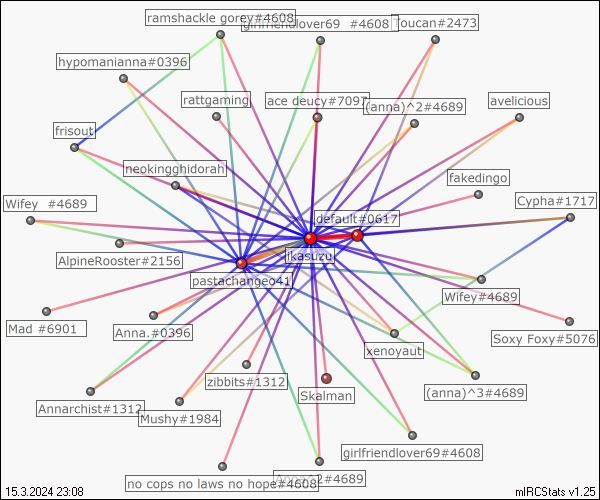 ramshackle gorey#4608
girlfriendlover69 #4608
Toucan#2473
hypomanianna#0396
rattgaming
ace deucy#7097
(anna)^2#4689
avelicious
frisout
neokingghidorah
fakedingo
Wifey #4689
default#0617
Cypha#1717
AlpineRooster#2156
jkasuzu
pastachangeo41
Wifey#4689
Mad #6901
Anna.#0396
xenoyaut
Soxy Foxy#5076
zibbits#1312
Skalman
(anna)^3#4689
Annarchist#1312
Mushy#1984
girlfriendlover69#4608
no cops no laws no hope#4608
15.3.2024 23:08
mIRCStats v1.25